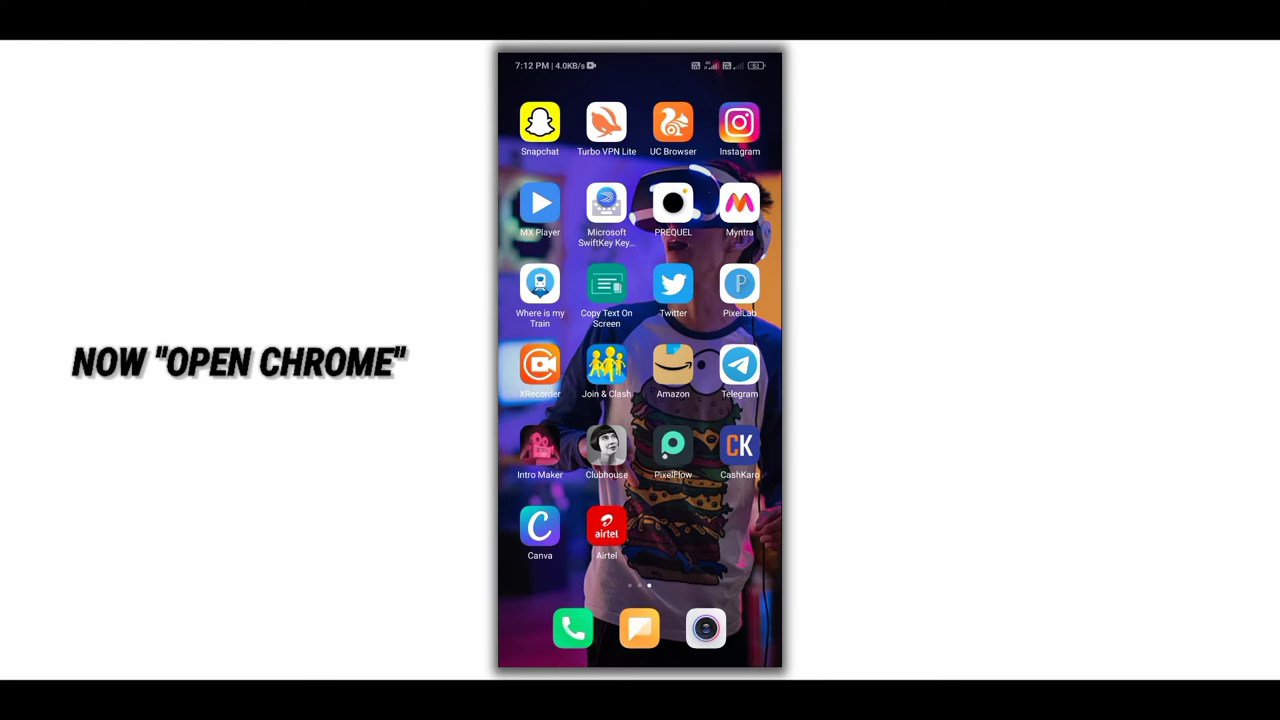 7:12 PM | 4.0KB/s
Snapchat
Turbo VPN Lite
UC Browser
Instagram
MX Player
Microsoft
SwiftKey Key...
PREQUEL
Myntra
Where is my
Train
Copy Text On
Screen
Twitter
PixelLab
NOW "OPEN CHROME"
XRecorder
Join & Clash
Amazon
Telegram
Intro Maker
Clubhouse
PixelFlow
CK
CashKaro
Canva
airtel
Airtel